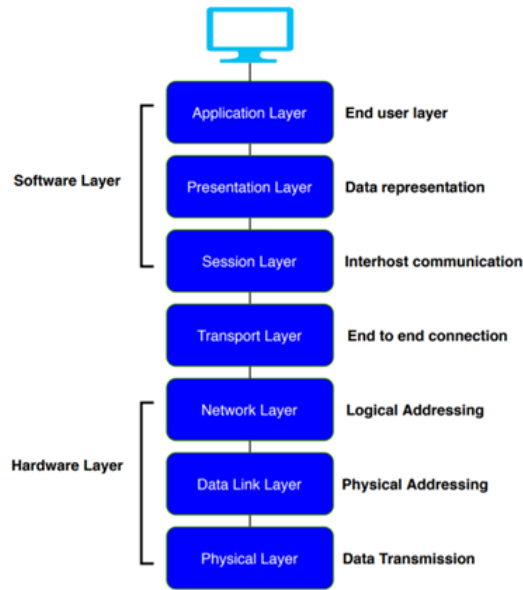 Application Layer
End user layer
Software Layer
Presentation Layer
Data representation
Session Layer
Interhost communication
Transport Layer
End to end connection
Network Layer
Logical Addressing
Hardware Layer
Data Link Layer
Physical Addressing
Physical Layer
Data Transmission